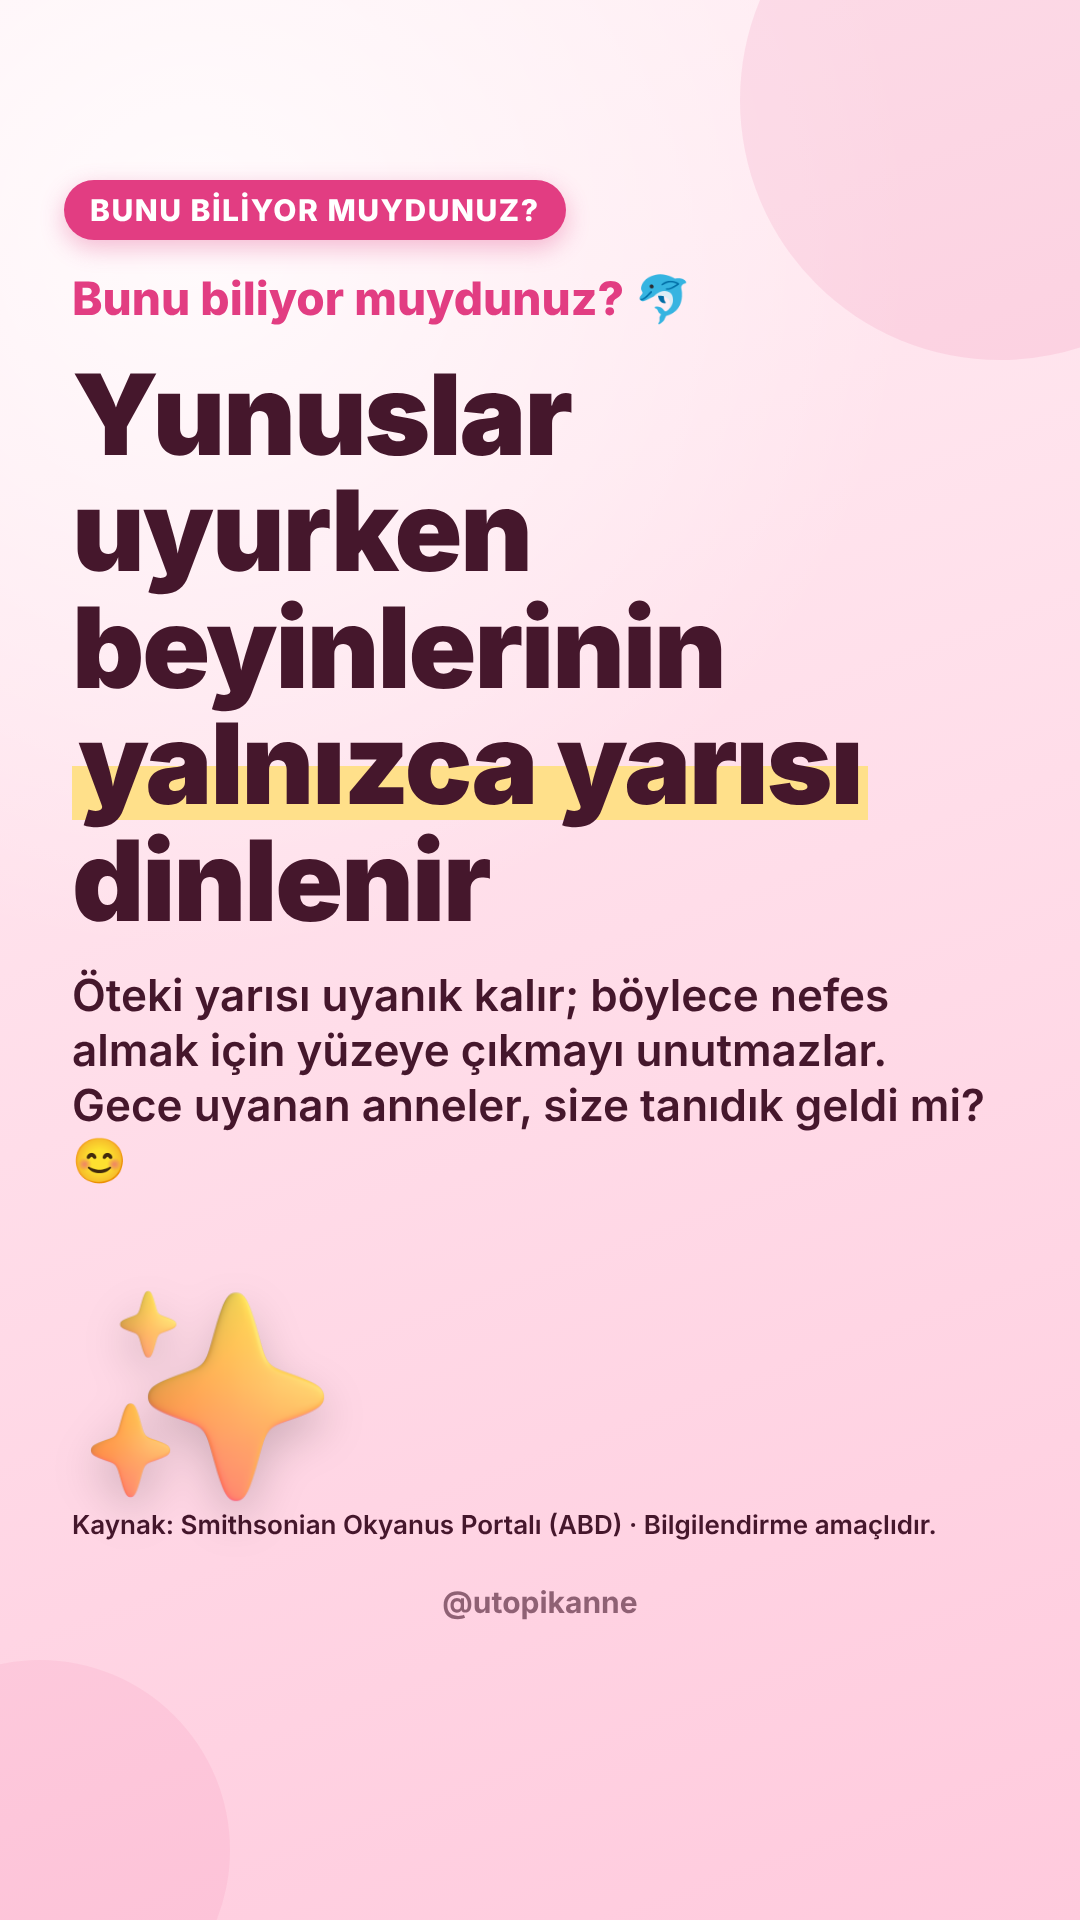 BUNU BİLİYOR MUYDUNUZ?
Bunu biliyor muydunuz? 🐬
Yunuslar
uyurken
beyinlerinin
yalnızca yarısı
dinlenir
Öteki yarısı uyanık kalır; böylece nefes
almak için yüzeye çıkmayı unutmazlar.
Gece uyanan anneler, size tanıdık geldi mi?
😊
Kaynak: Smithsonian Okyanus Portalı (ABD) · Bilgilendirme amaçlıdır.
@utopikanne